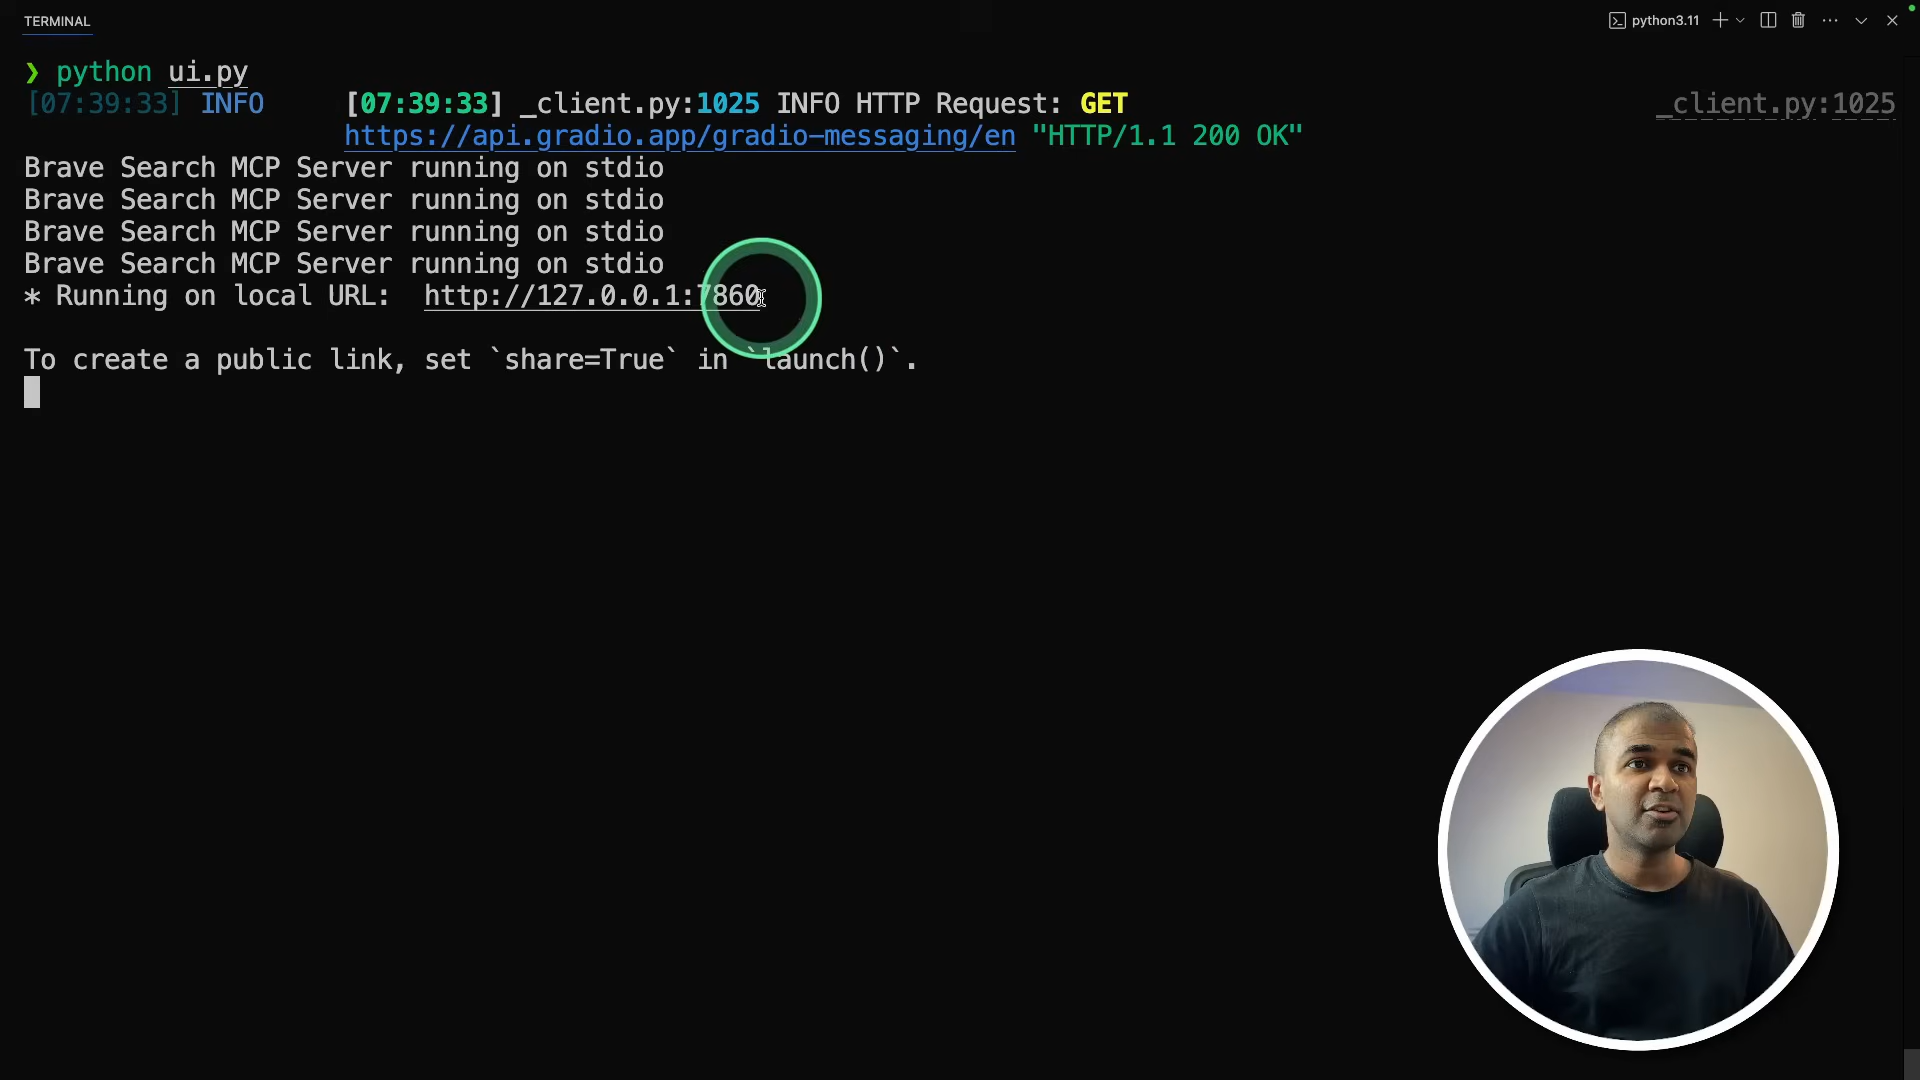 TERMINAL
python3.11
❯ python ui.py
[07:39:33] INFO [07:39:33] _client.py:1025 INFO HTTP Request: GET _client.py:1025
https://api.gradio.app/gradio-messaging/en "HTTP/1.1 200 OK"
Brave Search MCP Server running on stdio
Brave Search MCP Server running on stdio
Brave Search MCP Server running on stdio
Brave Search MCP Server running on stdio
* Running on local URL: http://127.0.0.1:7860
To create a public link, set `share=True` in `launch()`.